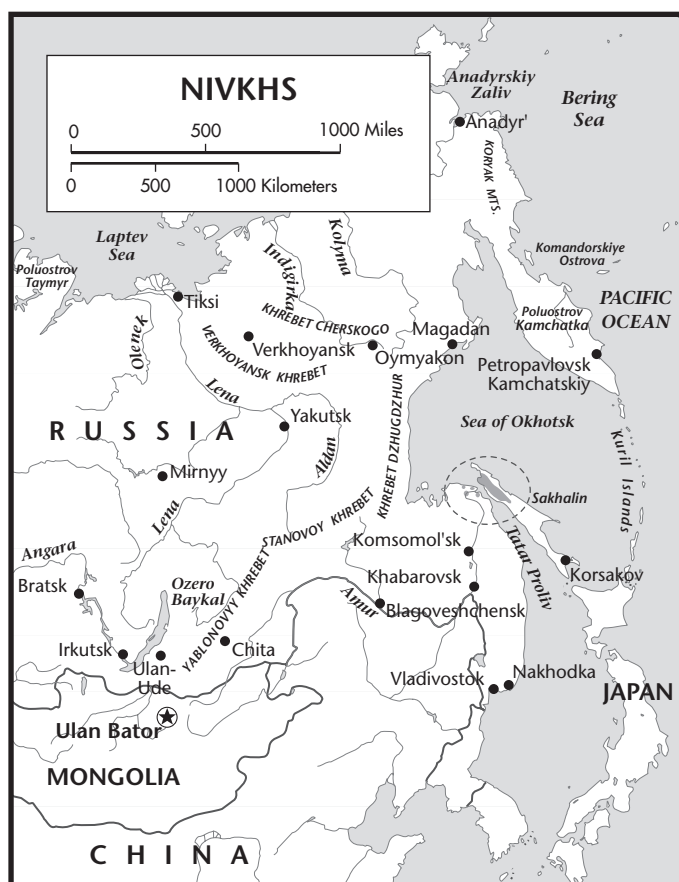 NIVKHS
0 500 1000 Miles
0 500 1000 Kilometers
Anadyrskiy
Zaliv
Bering
Sea
Anadyr'
KORYAK MTS.
Laptev
Sea
Poluostrov
Taymyr
Tiksi
Olenek
Indigirka
Kolyma
Komandorskiye
Ostrova
PACIFIC
OCEAN
Poluostrov
Kamchatka
KHREBET CHERSKOGO
Magadan
VERKHOYANSK KHREBET
Verkhoyansk
Oymyakon
Petropavlovsk
Kamchatskiy
Lena
RUSSIA
Yakutsk
Aldan
KHREBET DZHUGDZHUR
Sea of Okhotsk
Kuril Islands
Mirnyy
Lena
STANOVOY KHREBET
Sakhalin
Angara
Komsomol'sk
Tatar Proliv
Bratsk
Ozero
Baykal
YABLONOVYY KHREBET
Khabarovsk
Korsakov
Amur
Blagoveshchensk
Irkutsk
Ulan-
Ude
Chita
Vladivostok
Nakhodka
JAPAN
Ulan Bator
MONGOLIA
CHINA